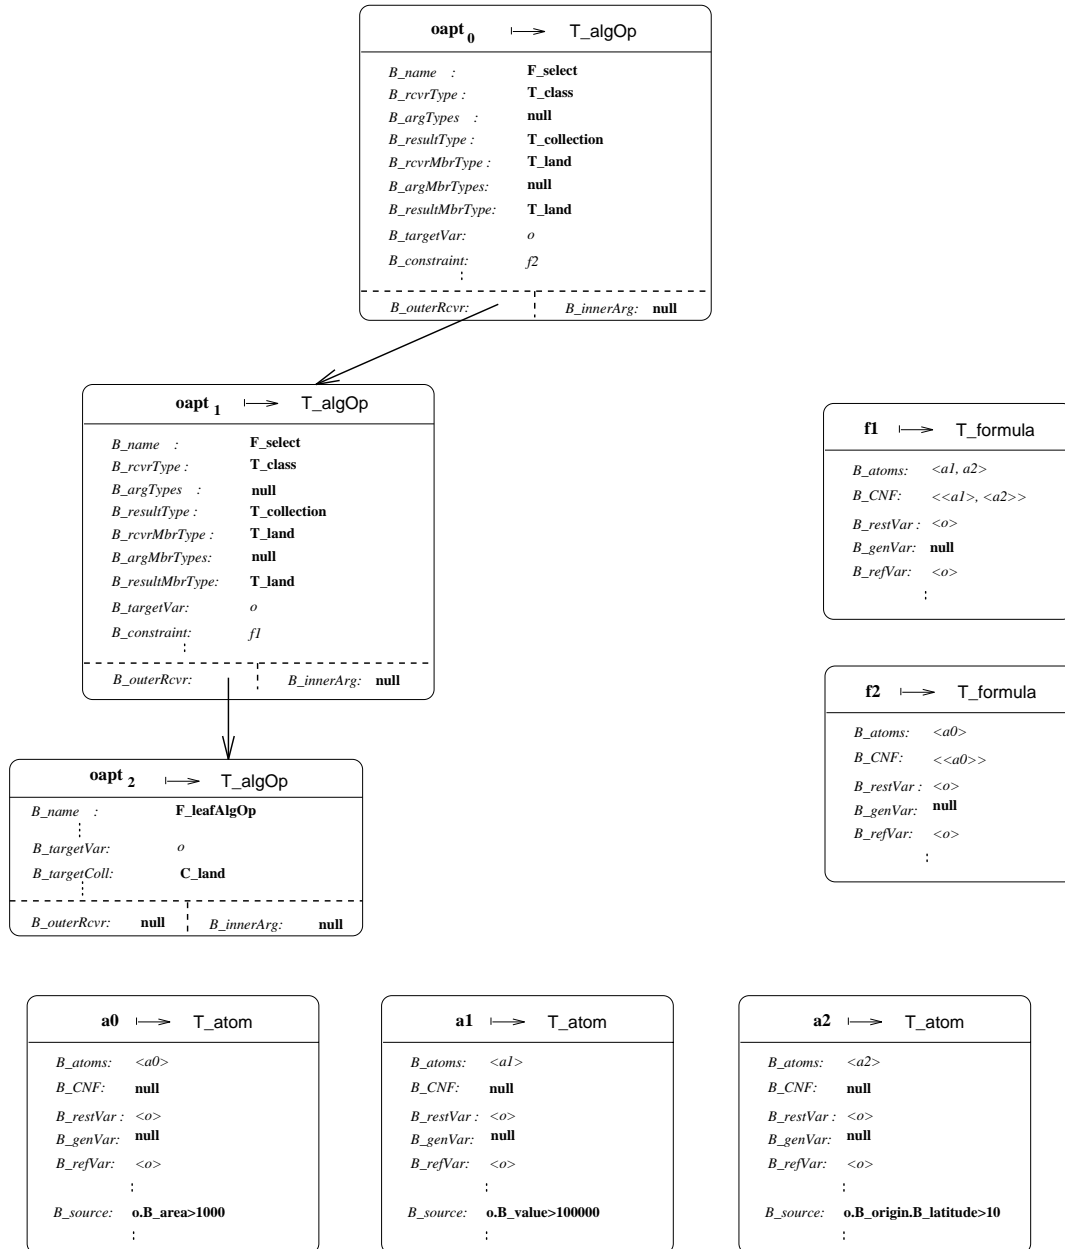 oapt 0 T_algOp
B_name : F_select
B_rcvrType : T_class
B_argTypes : null
B_resultType : T_collection
B_rcvrMbrType : T_land
B_argMbrTypes: null
B_resultMbrType: T_land
B_targetVar: o
B_constraint: f2
B_outerRcvr: B_innerArg: null
oapt 1 T_algOp
B_name : F_select
B_rcvrType : T_class
B_argTypes : null
B_resultType : T_collection
B_rcvrMbrType : T_land
B_argMbrTypes: null
B_resultMbrType: T_land
B_targetVar: o
B_constraint: f1
B_outerRcvr: B_innerArg: null
f1 T_formula
B_atoms: <a1, a2>
B_CNF: <<a1>, <a2>>
B_restVar : <o>
B_genVar: null
B_refVar: <o>
f2 T_formula
B_atoms: <a0>
B_CNF: <<a0>>
B_restVar : <o>
B_genVar: null
B_refVar: <o>
oapt 2 T_algOp
B_name : F_leafAlgOp
B_targetVar: o
B_targetColl: C_land
B_outerRcvr: null B_innerArg: null
a0 T_atom
B_atoms: <a0>
B_CNF: null
B_restVar : <o>
B_genVar: null
B_refVar: <o>
B_source: o.B_area>1000
a1 T_atom
B_atoms: <a1>
B_CNF: null
B_restVar : <o>
B_genVar: null
B_refVar: <o>
B_source: o.B_value>100000
a2 T_atom
B_atoms: <a2>
B_CNF: null
B_restVar : <o>
B_genVar: null
B_refVar: <o>
B_source: o.B_origin.B_latitude>10